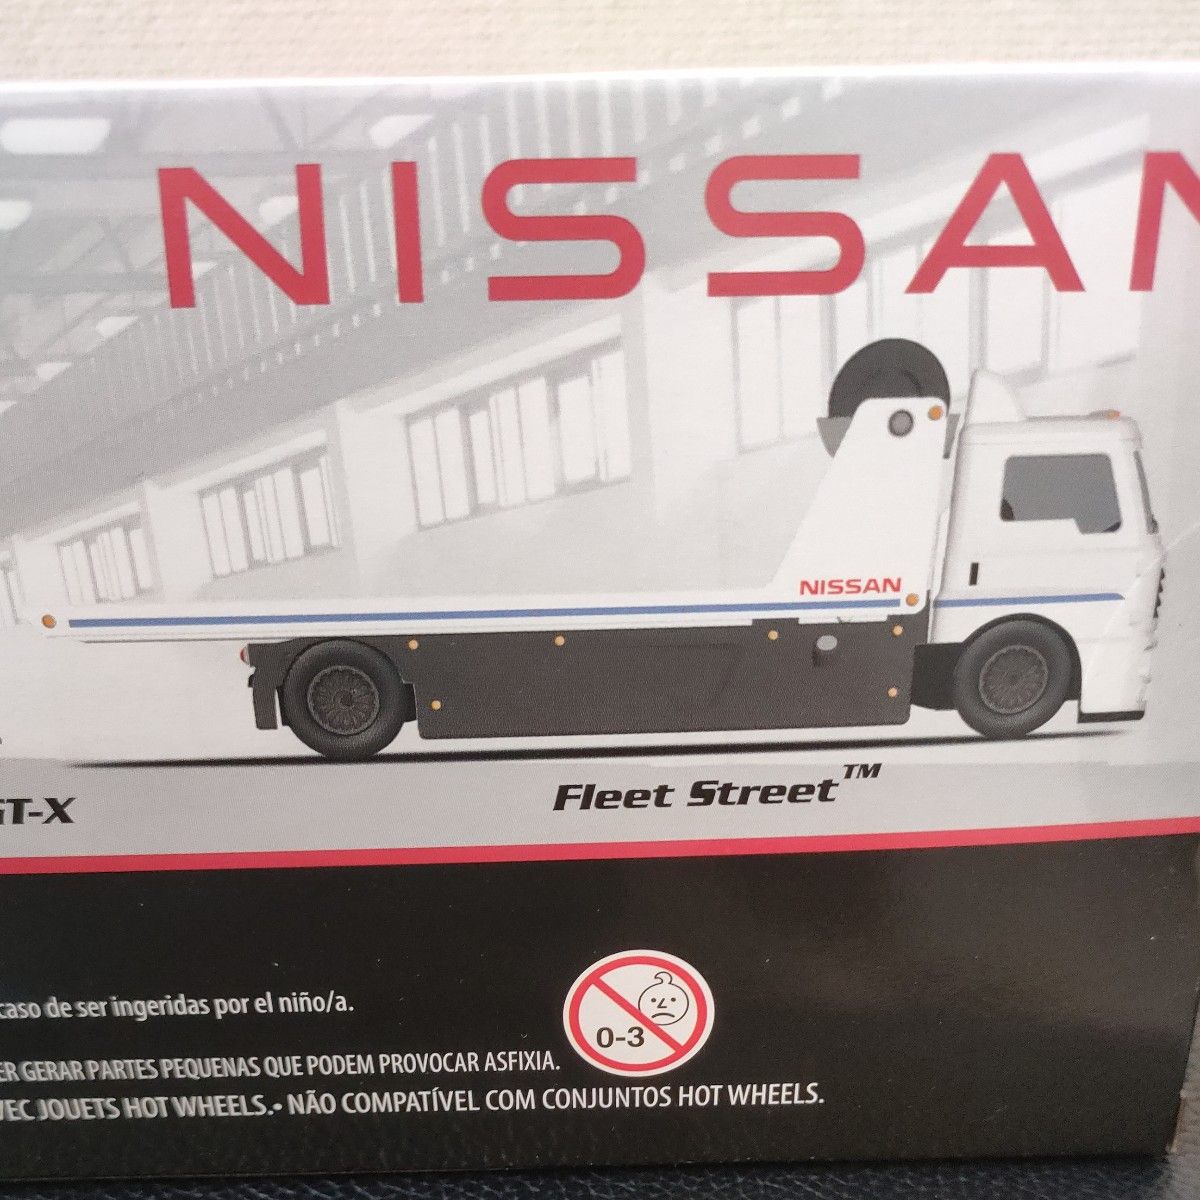 NISSAN
NISSAN
GT-X
Fleet Street™
caso de ser ingeridas por el niño/a.
0-3
GERAR PARTES PEQUENAS QUE PODEM PROVOCAR ASFIXIA.
JOUETS HOT WHEELS.• NÃO COMPATÍVEL COM CONJUNTOS HOT WHEELS.